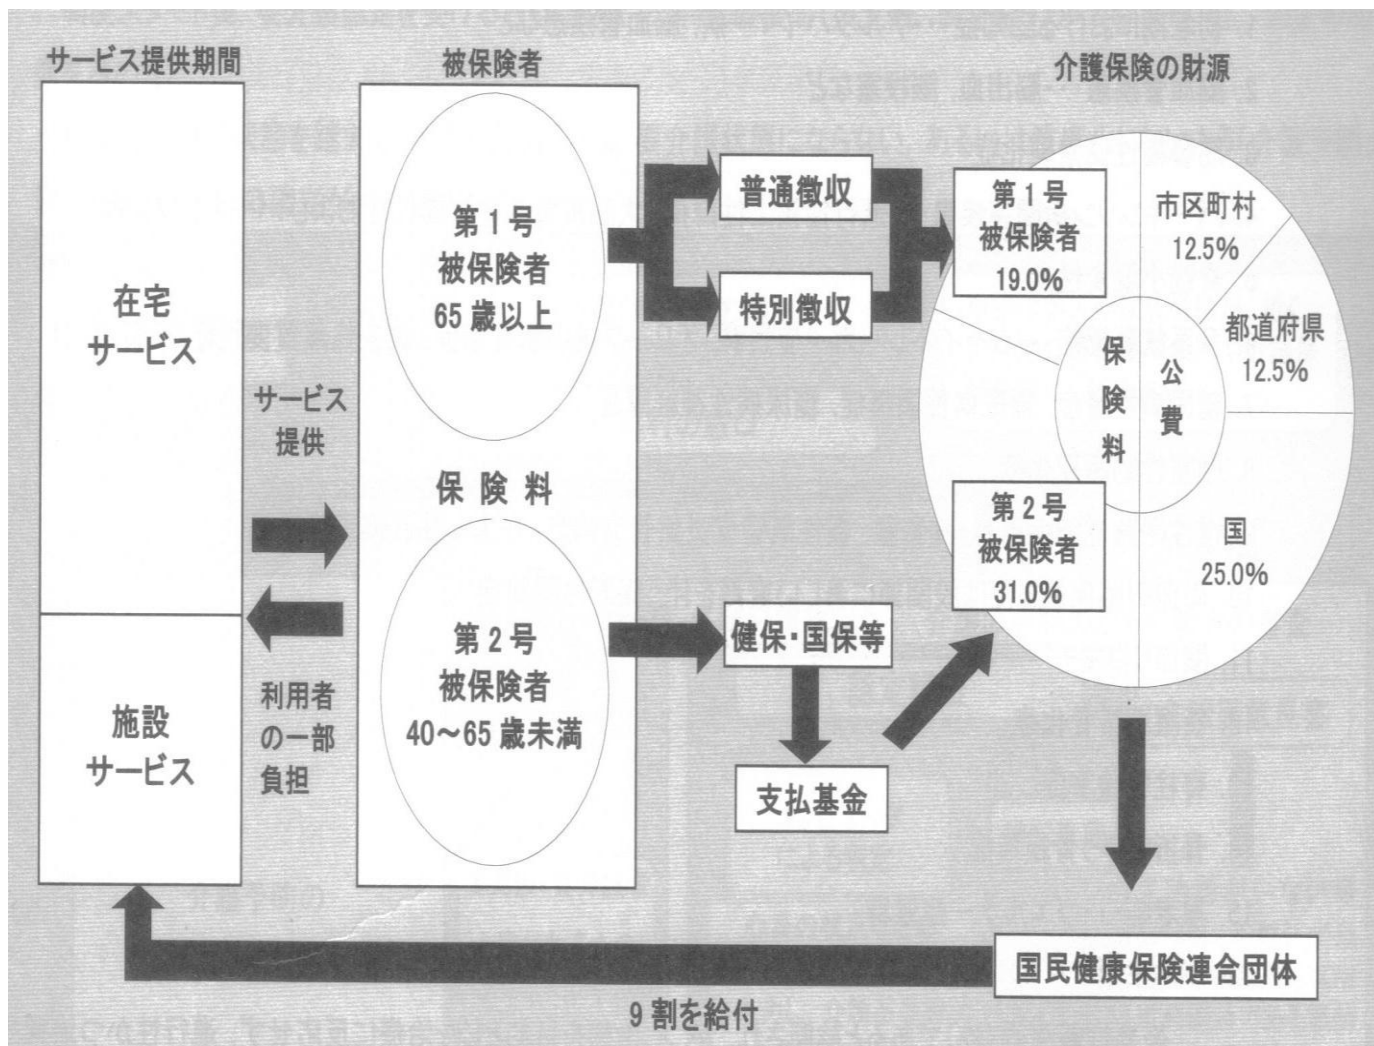 サービス提供期間
在宅
サービス
施設
サービス
サービス
提供
利用者
の一部
負担
被保険者
第1号
被保険者
65歳以上
保険料
第2号
被保険者
40〜65歳未満
普通徴収
特別徴収
健保・国保等
支払基金
介護保険の財源
第1号
被保険者
19.0%
市区町村
12.5%
都道府県
12.5%
保険料
公費
第2号
被保険者
31.0%
国
25.0%
国民健康保険連合団体
9割を給付